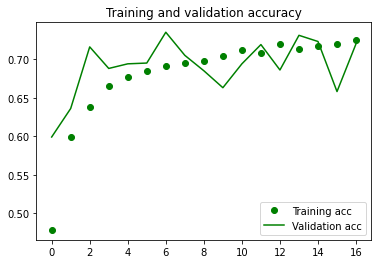 Training and validation accuracy
0.70
0.65
0.60
0.55
0.50
Training acc
Validation acc
0 2 4 6 8 10 12 14 16